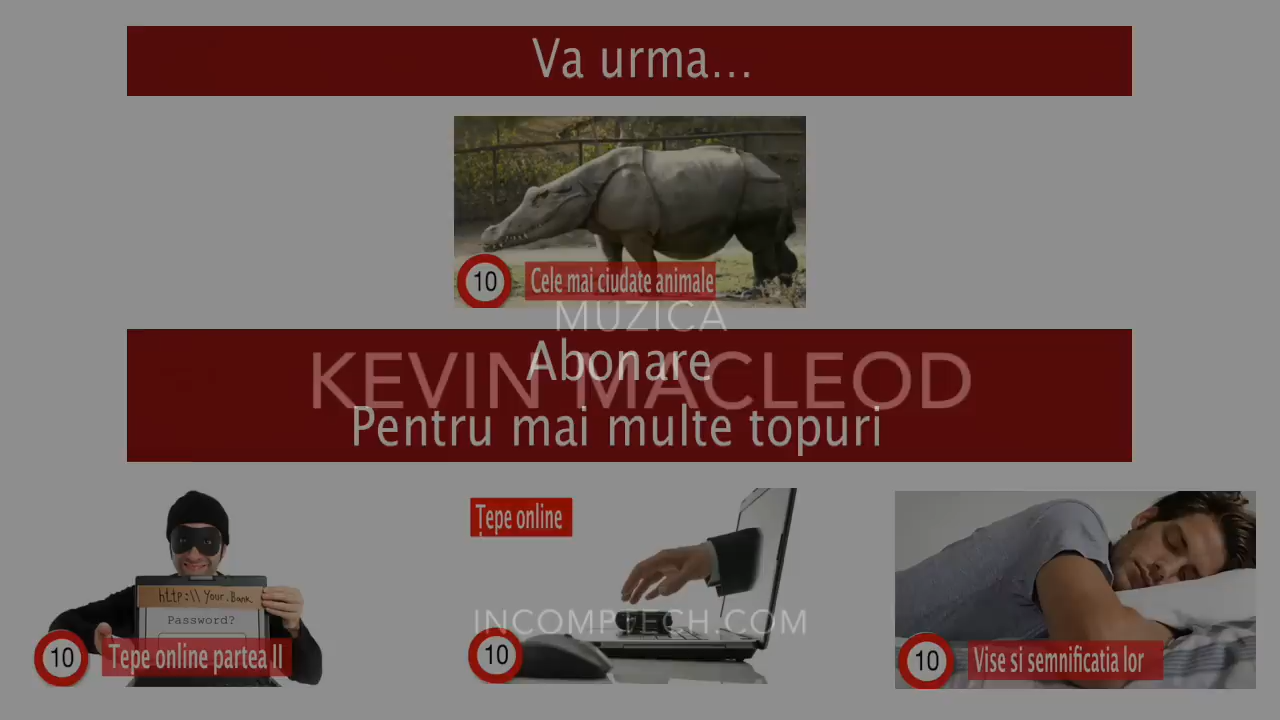 Va urma...
10
Cele mai ciudate animale
MUZICA
Abonare
KEVIN MACLEOD
Pentru mai multe topuri
http:\\ Your.Bank
Password?
10
Tepe online partea II
Țepe online
INCOMPTECH.COM
10
10
Vise si semnificatia lor